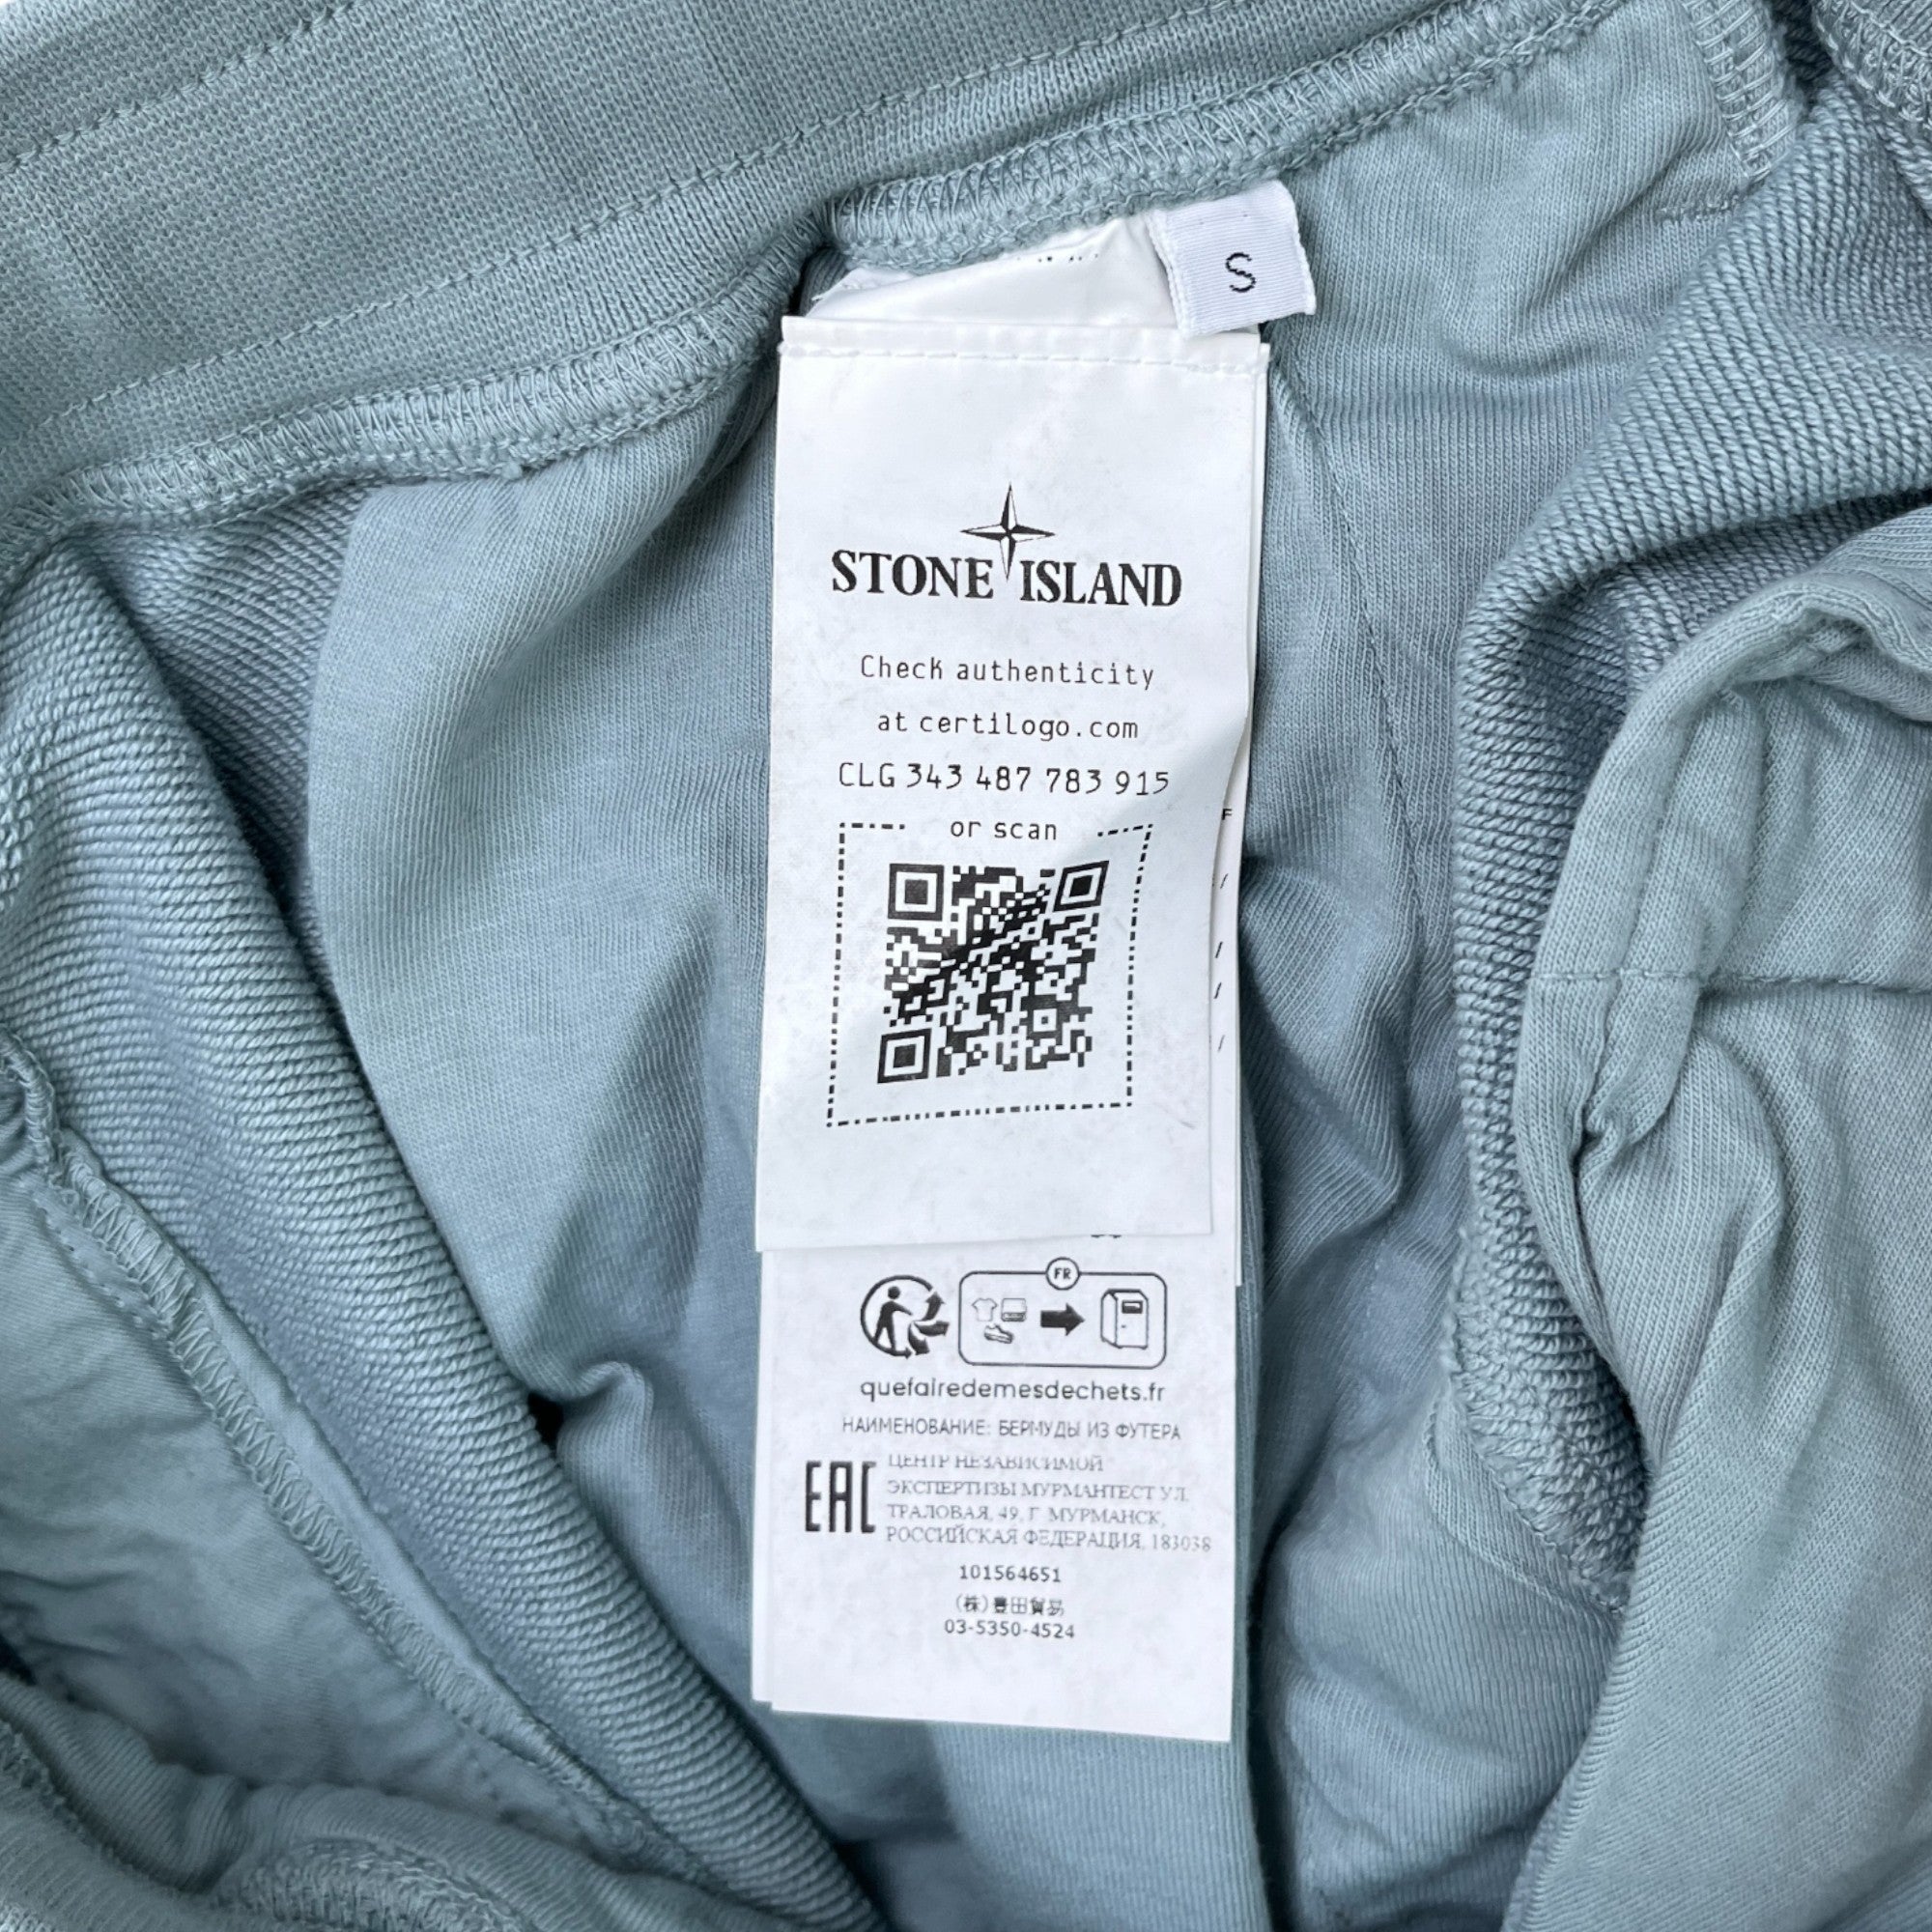 S
STONE ISLAND
Check authenticity
at certilogo.com
CLG 343 487 783 915
or scan
F
FR
quefairedemesdechets.fr
НАИМЕНОВАНИЕ: БЕРМУДЫ ИЗ ФУТЕРА
EAC
ЦЕНТР НЕЗАВИСИМОЙ
ЭКСПЕРТИЗЫ МУРМАНТЕСТ УЛ.
ТРАЛОВАЯ, 49, Г. МУРМАНСК,
РОССИЙСКАЯ ФЕДЕРАЦИЯ, 183038
101564651
(株)豊田貿易
03-5350-4524